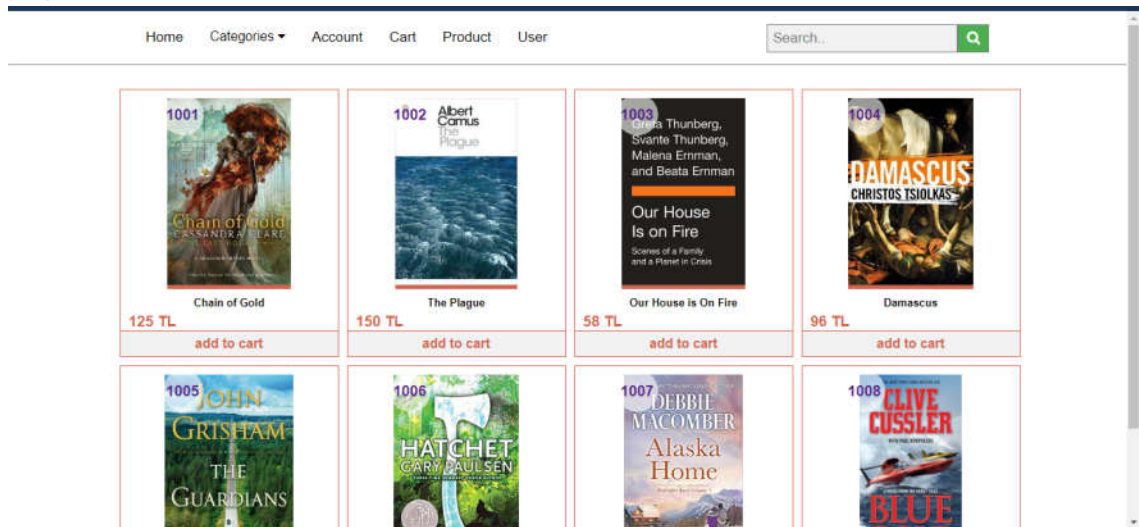 Home Categories Account Cart Product User Search..
1001
Chain of Gold
CASSANDRA CLARE
Chain of Gold
125 TL
add to cart
1002
Albert
Camus
The
Plague
The Plague
150 TL
add to cart
1003
Greta Thunberg,
Svante Thunberg,
Malena Ernman,
and Beata Ernman
Our House
Is on Fire
Scenes of a Family
and a Planet in Crisis
Our House is On Fire
58 TL
add to cart
1004
DAMASCUS
CHRISTOS TSIOLKAS
Damascus
96 TL
add to cart
1005
JOHN
GRISHAM
THE
GUARDIANS
1006
HATCHET
GARY PAULSEN
1007
DEBBIE
MACOMBER
Alaska
Home
1008
CLIVE
CUSSLER
BLUE